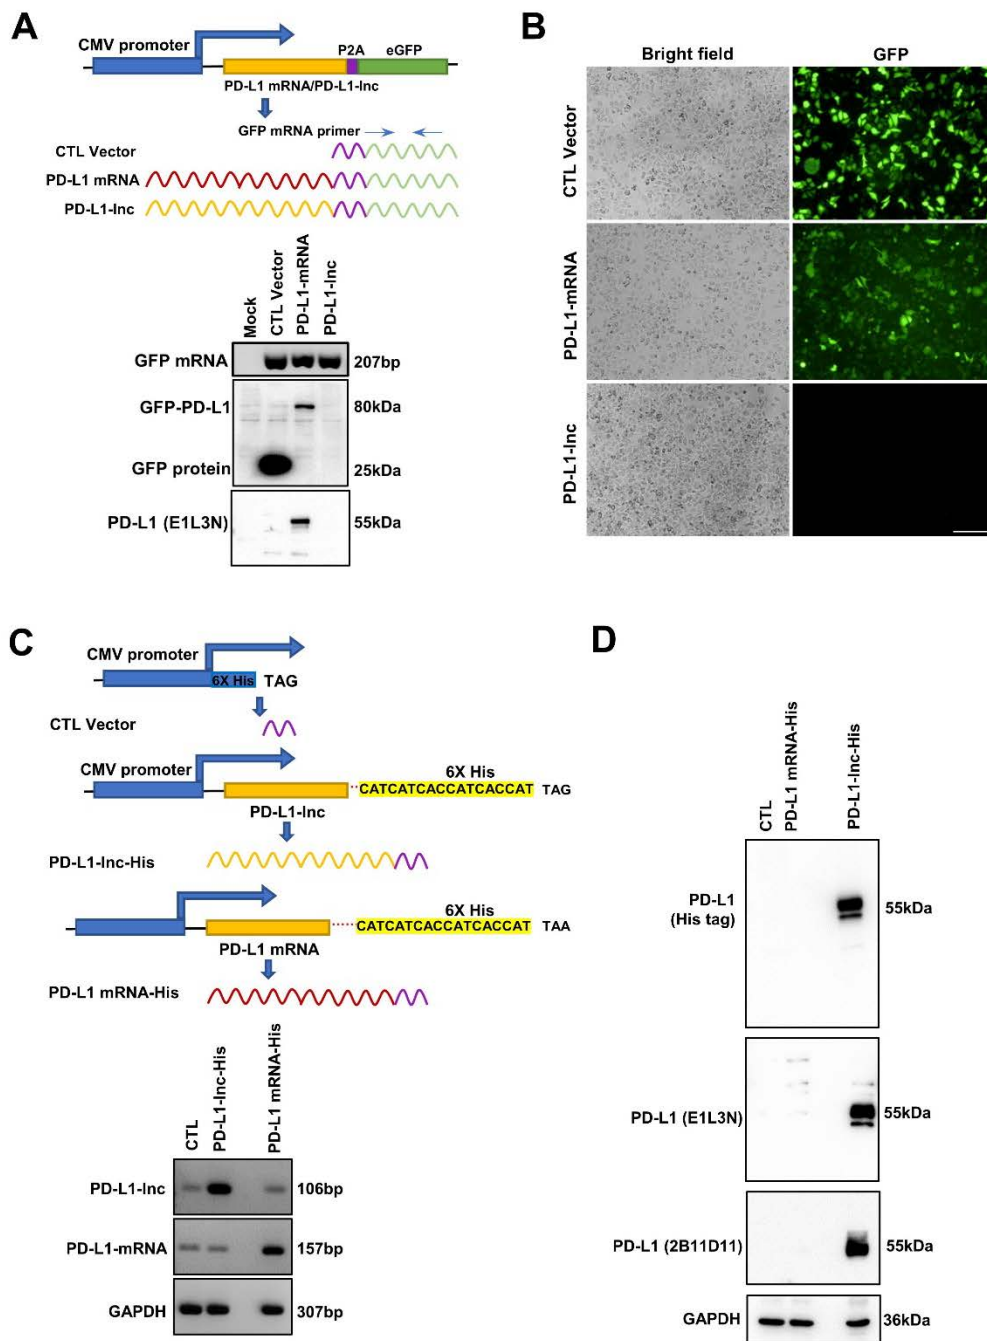 A
CMV promoter
P2A eGFP
PD-L1 mRNA/PD-L1-lnc
GFP mRNA primer
CTL Vector
PD-L1 mRNA
PD-L1-lnc
Mock
CTL Vector
PD-L1-mRNA
PD-L1-lnc
GFP mRNA 207bp
GFP-PD-L1 80kDa
GFP protein 25kDa
PD-L1 (E1L3N) 55kDa
B
Bright field GFP
CTL Vector
PD-L1-mRNA
PD-L1-lnc
C
CMV promoter
6X His TAG
CTL Vector
CMV promoter
6X His
CATCATCACCATCACCAT TAG
PD-L1-lnc
PD-L1-lnc-His
CMV promoter
6X His
CATCATCACCATCACCAT TAA
PD-L1 mRNA
PD-L1 mRNA-His
CTL
PD-L1-lnc-His
PD-L1 mRNA-His
PD-L1-lnc 106bp
PD-L1-mRNA 157bp
GAPDH 307bp
D
CTL
PD-L1 mRNA-His
PD-L1-lnc-His
PD-L1
(His tag)
55kDa
PD-L1 (E1L3N) 55kDa
PD-L1 (2B11D11) 55kDa
GAPDH 36kDa